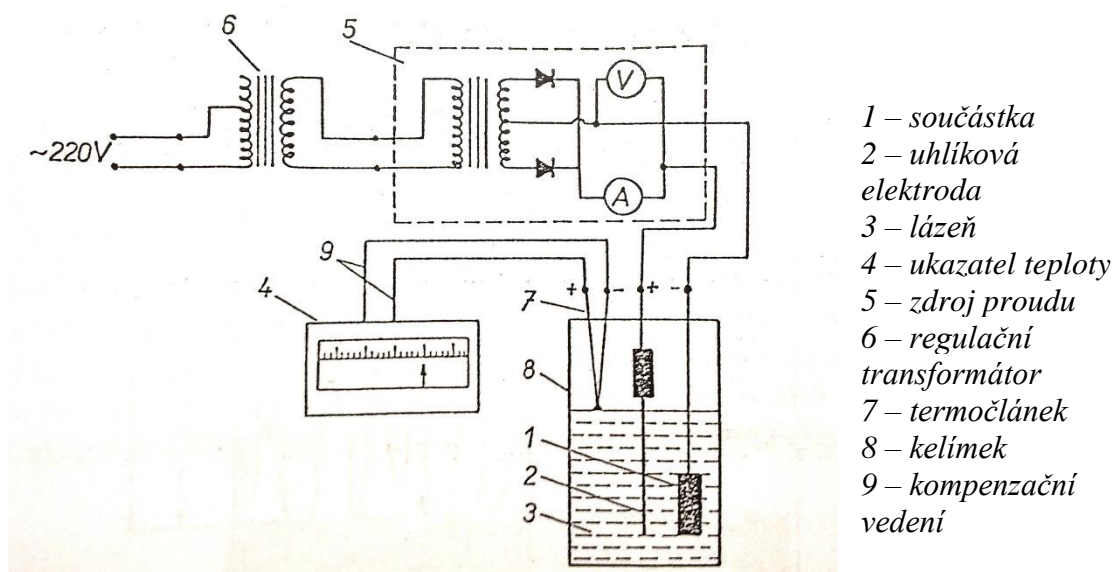 6
5
V
~220V
A
9
4
7
+
-
+
-
8
1
2
3
1 – součástka
2 – uhlíková
elektroda
3 – lázeň
4 – ukazatel teploty
5 – zdroj proudu
6 – regulační
transformátor
7 – termočlánek
8 – kelímek
9 – kompenzační
vedení